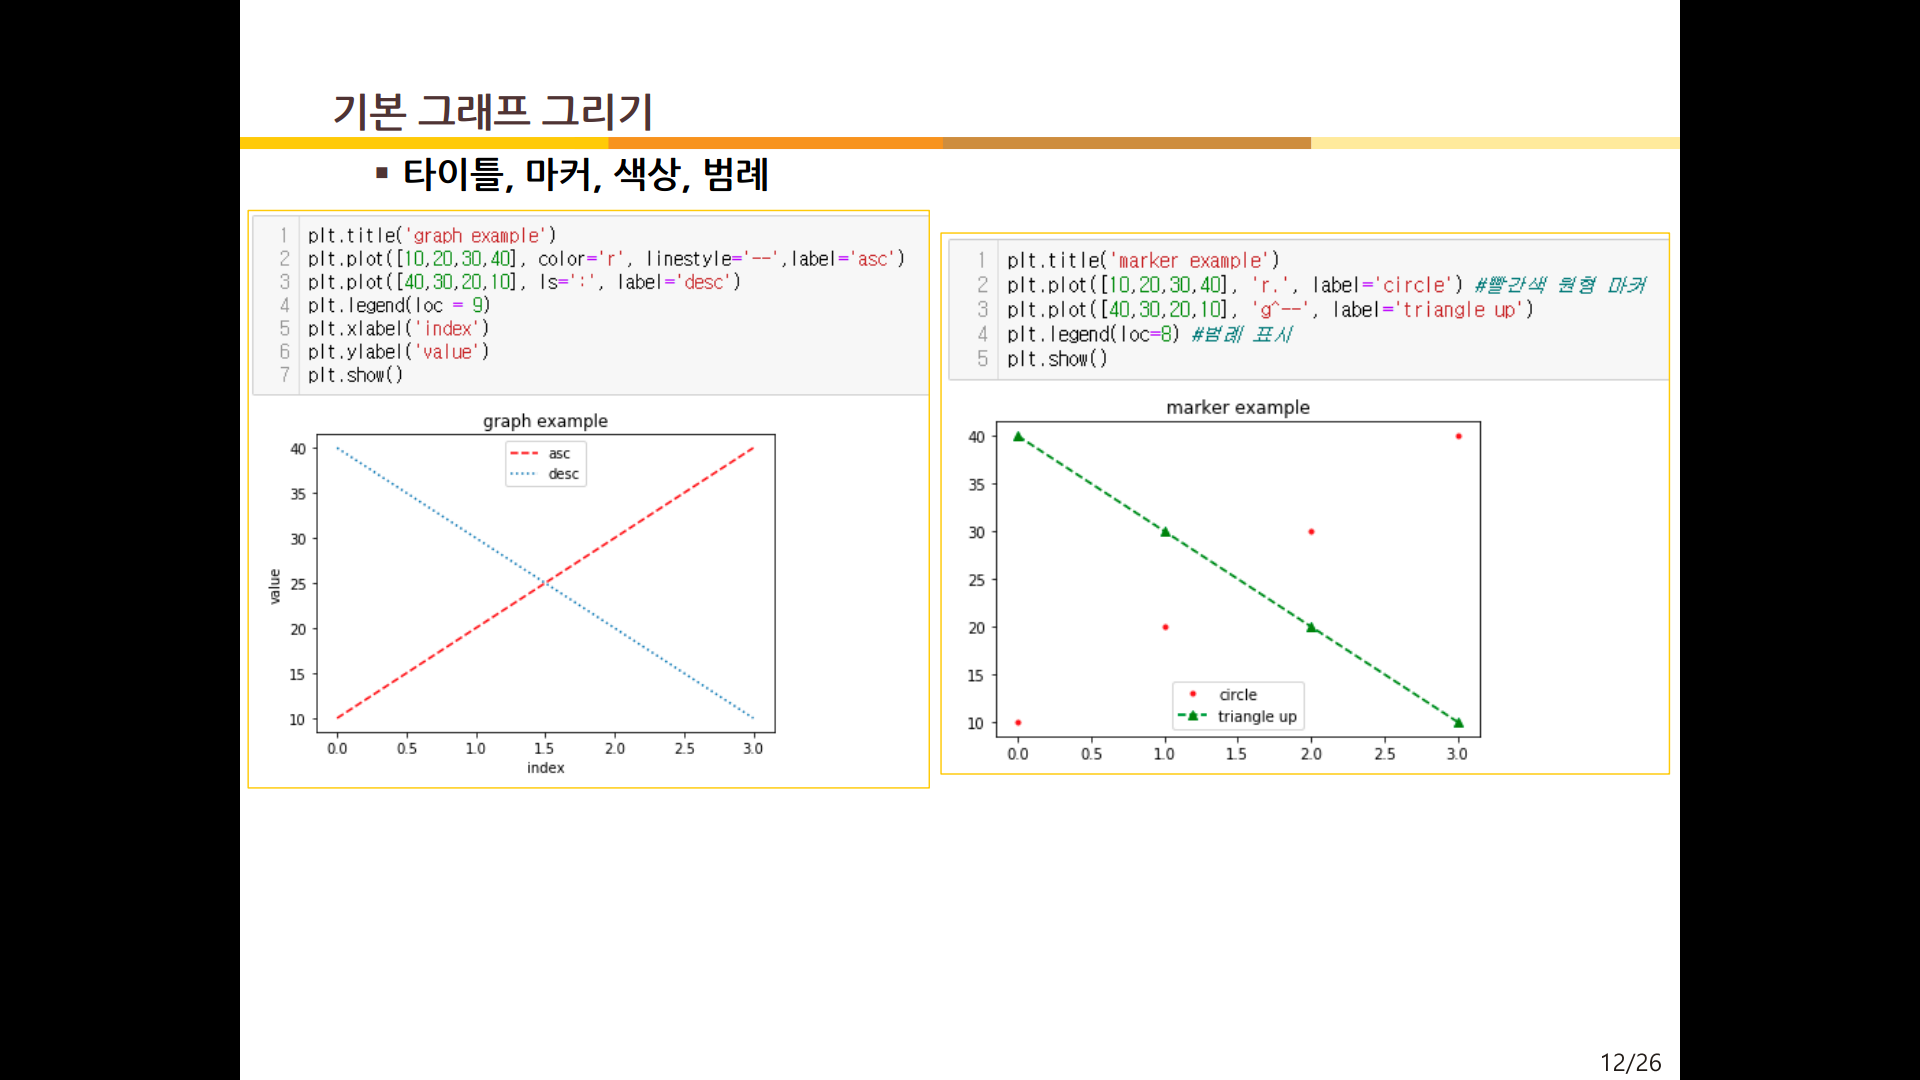 기본 그래프 그리기
▪ 타이틀, 마커, 색상, 범례
1 plt.title('graph example')
2 plt.plot([10,20,30,40], color='r', linestyle='--',label='asc')
3 plt.plot([40,30,20,10], ls=':', label='desc')
4 plt.legend(loc = 9)
5 plt.xlabel('index')
6 plt.ylabel('value')
7 plt.show()
graph example
asc
desc
40
35
30
25
20
15
10
value
0.0 0.5 1.0 1.5 2.0 2.5 3.0
index
1 plt.title('marker example')
2 plt.plot([10,20,30,40], 'r.', label='circle') #빨간색 원형 마커
3 plt.plot([40,30,20,10], 'g^--', label='triangle up')
4 plt.legend(loc=8) #범례 표시
5 plt.show()
marker example
40
35
30
25
20
15
10
circle
triangle up
0.0 0.5 1.0 1.5 2.0 2.5 3.0
12/26